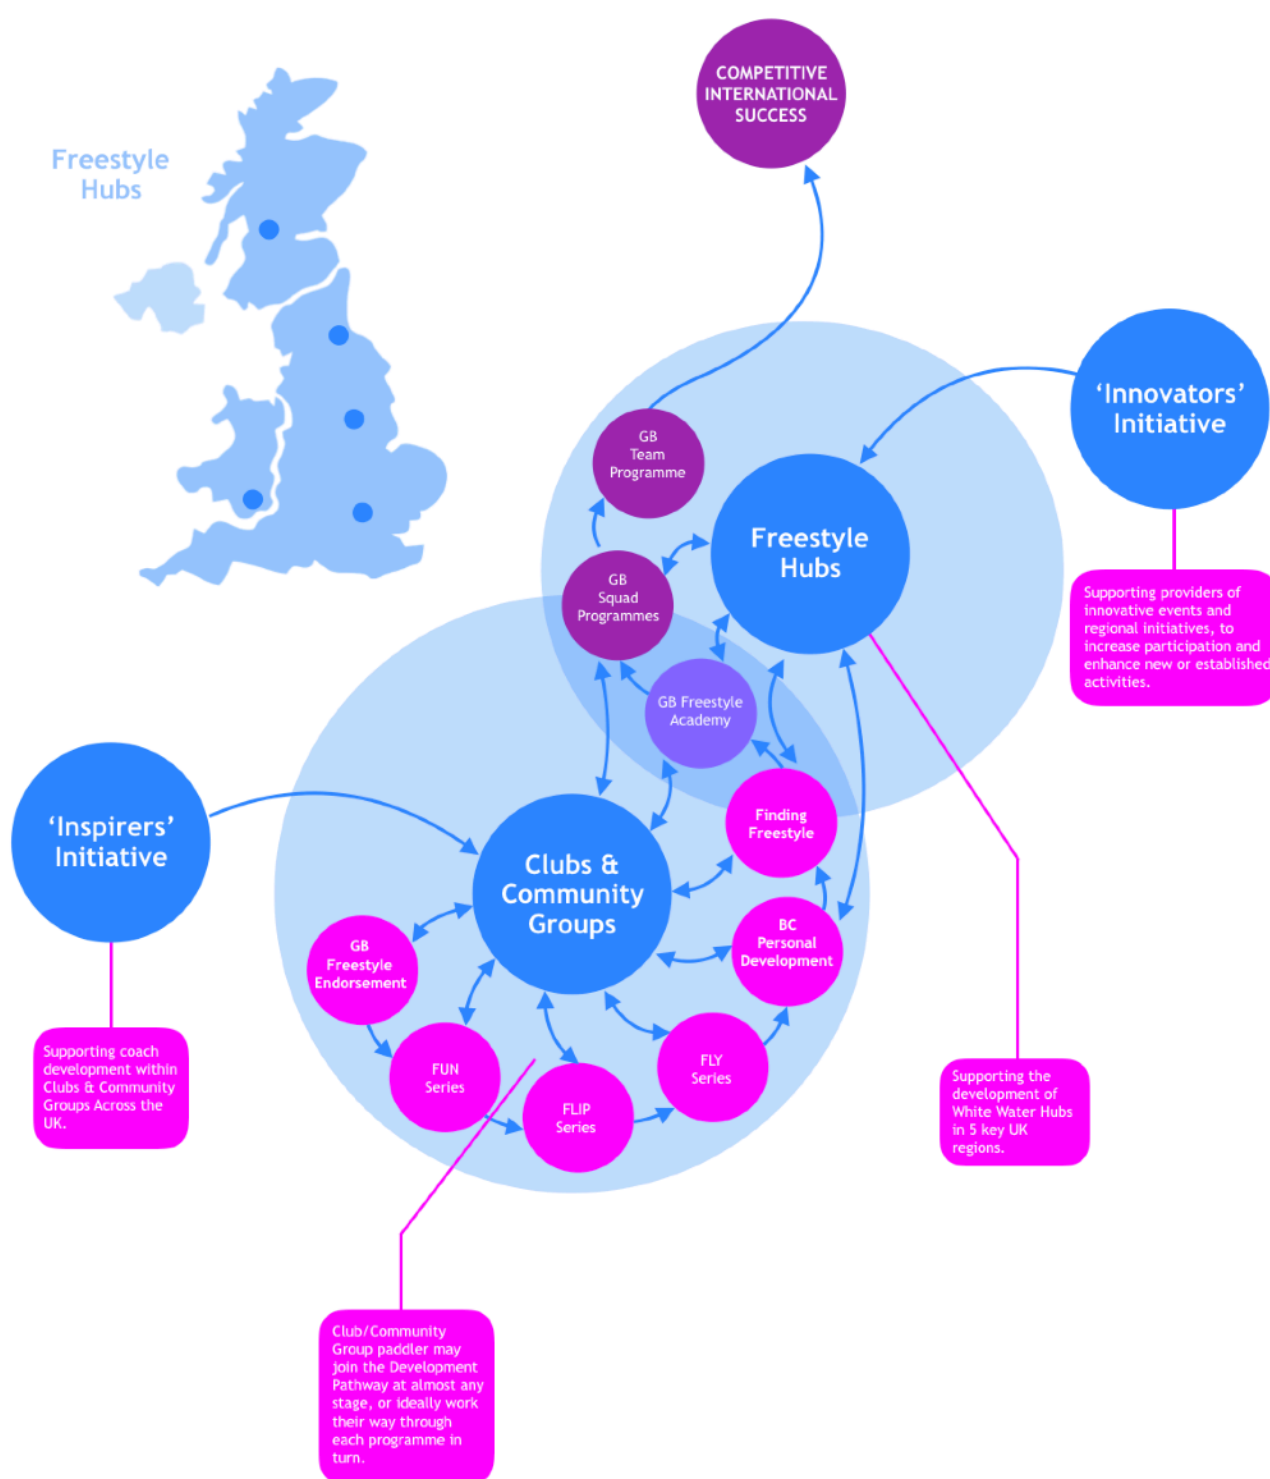 COMPETITIVE
INTERNATIONAL
SUCCESS
Freestyle
Hubs
'Innovators'
Initiative
GB
Team
Programme
Freestyle
Hubs
GB
Squad
Programmes
Supporting providers of
innovative events and
regional initiatives, to
increase participation and
enhance new or established
activities.
GB Freestyle
Academy
'Inspirers'
Initiative
Finding
Freestyle
Clubs &
Community
Groups
BC
Personal
Development
GB
Freestyle
Endorsement
FUN
Series
FLIP
Series
FLY
Series
Supporting coach
development within
Clubs & Community
Groups Across the
UK.
Supporting the
development of
White Water Hubs
in 5 key UK
regions.
Club/Community
Group paddler may
join the Development
Pathway at almost any
stage, or ideally work
their way through
each programme in
turn.